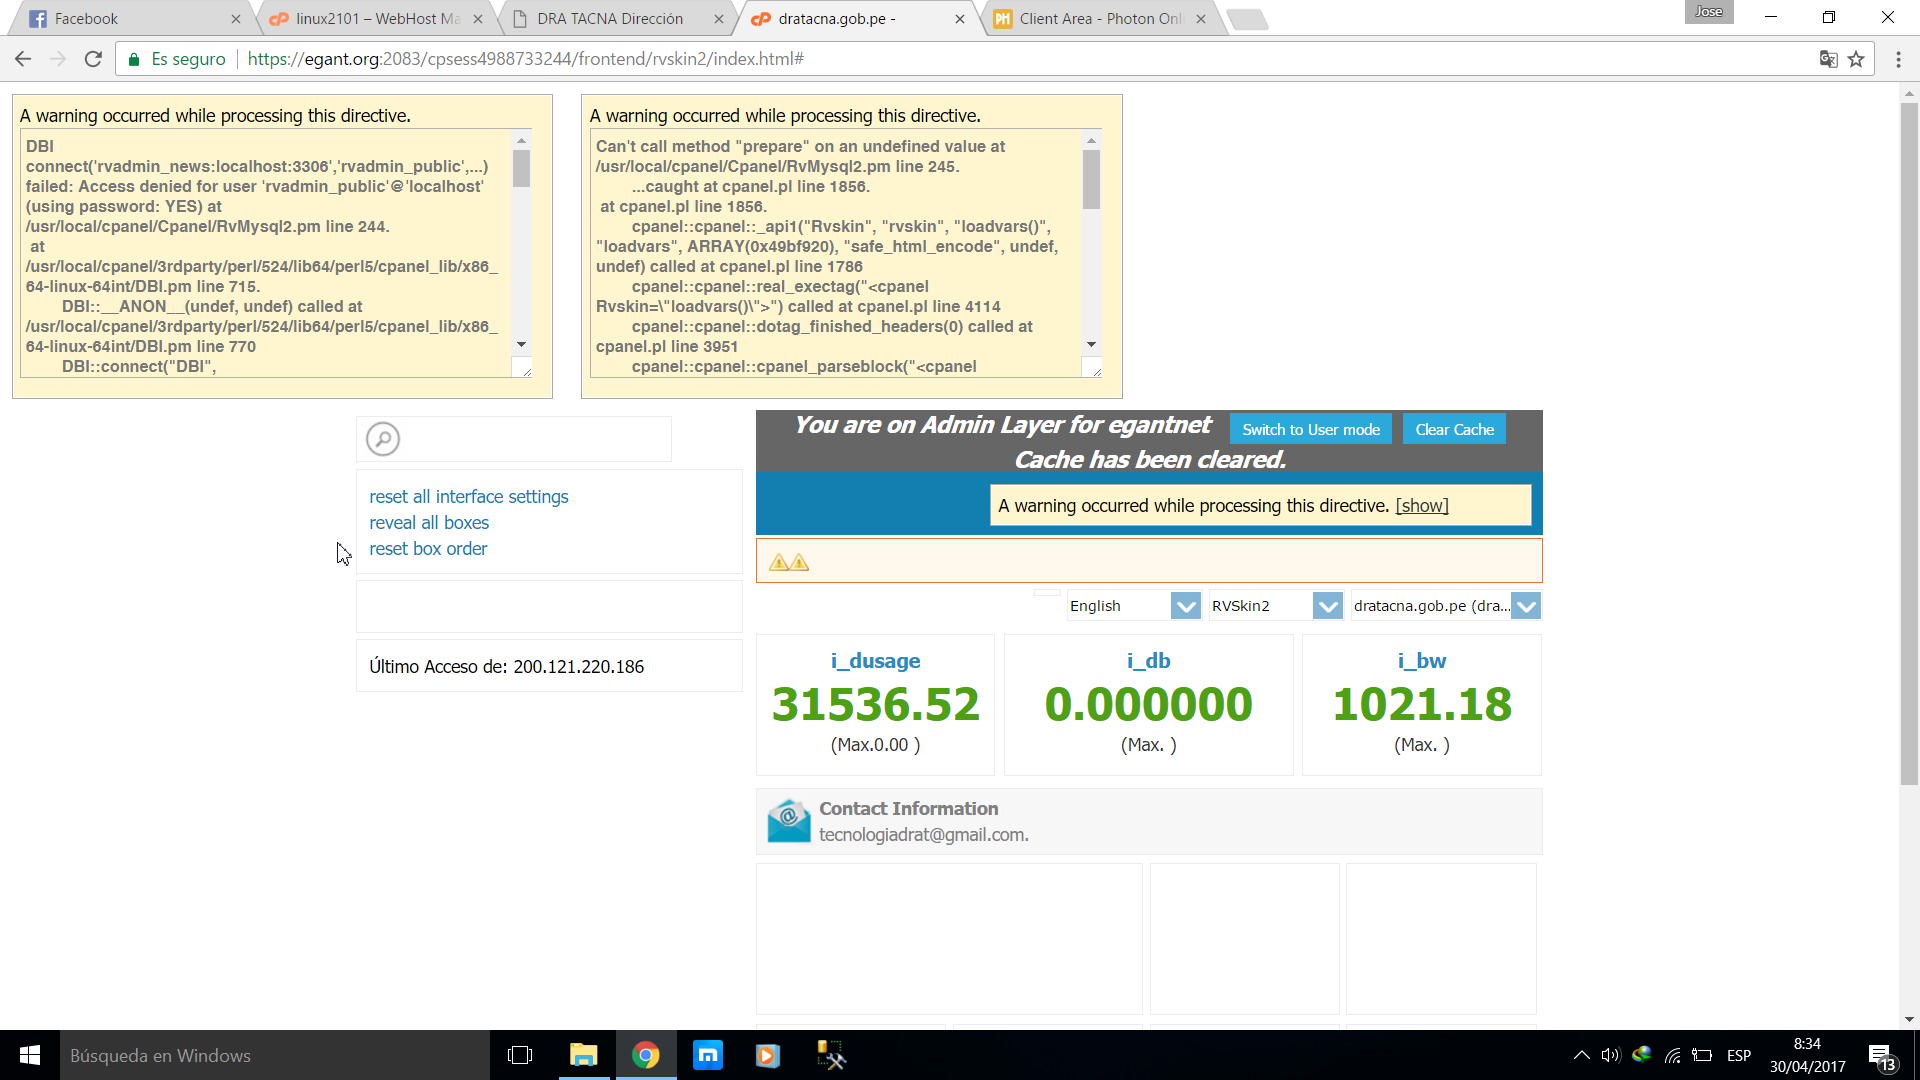 Facebook
linux2101 – WebHost Ma
DRA TACNA Dirección
dratacna.gob.pe -
Client Area - Photon Onli
Jose
Es seguro
https://egant.org:2083/cpsess4988733244/frontend/rvskin2/index.html#
A warning occurred while processing this directive.
DBI
connect('rvadmin_news:localhost:3306','rvadmin_public',...)
failed: Access denied for user 'rvadmin_public'@'localhost'
(using password: YES) at
/usr/local/cpanel/Cpanel/RvMysql2.pm line 244.
at
/usr/local/cpanel/3rdparty/perl/524/lib64/perl5/cpanel_lib/x86_
64-linux-64int/DBI.pm line 715.
DBI::__ANON__(undef, undef) called at
/usr/local/cpanel/3rdparty/perl/524/lib64/perl5/cpanel_lib/x86_
64-linux-64int/DBI.pm line 770
DBI::connect("DBI",
A warning occurred while processing this directive.
Can't call method "prepare" on an undefined value at
/usr/local/cpanel/Cpanel/RvMysql2.pm line 245.
...caught at cpanel.pl line 1856.
at cpanel.pl line 1856.
cpanel::cpanel::_api1("Rvskin", "rvskin", "loadvars()",
"loadvars", ARRAY(0x49bf920), "safe_html_encode", undef,
undef) called at cpanel.pl line 1786
cpanel::cpanel::real_exectag("<cpanel
Rvskin=\"loadvars()\">") called at cpanel.pl line 4114
cpanel::cpanel::dotag_finished_headers(0) called at
cpanel.pl line 3951
cpanel::cpanel::cpanel_parseblock("<cpanel
reset all interface settings
reveal all boxes
reset box order
Último Acceso de: 200.121.220.186
You are on Admin Layer for egantnet
Switch to User mode
Clear Cache
Cache has been cleared.
A warning occurred while processing this directive. [show]
English
RVSkin2
dratacna.gob.pe (dra...
i_dusage
31536.52
(Max.0.00 )
i_db
0.000000
(Max. )
i_bw
1021.18
(Max. )
Contact Information
tecnologiadrat@gmail.com.
Búsqueda en Windows
ESP
8:34
30/04/2017
13